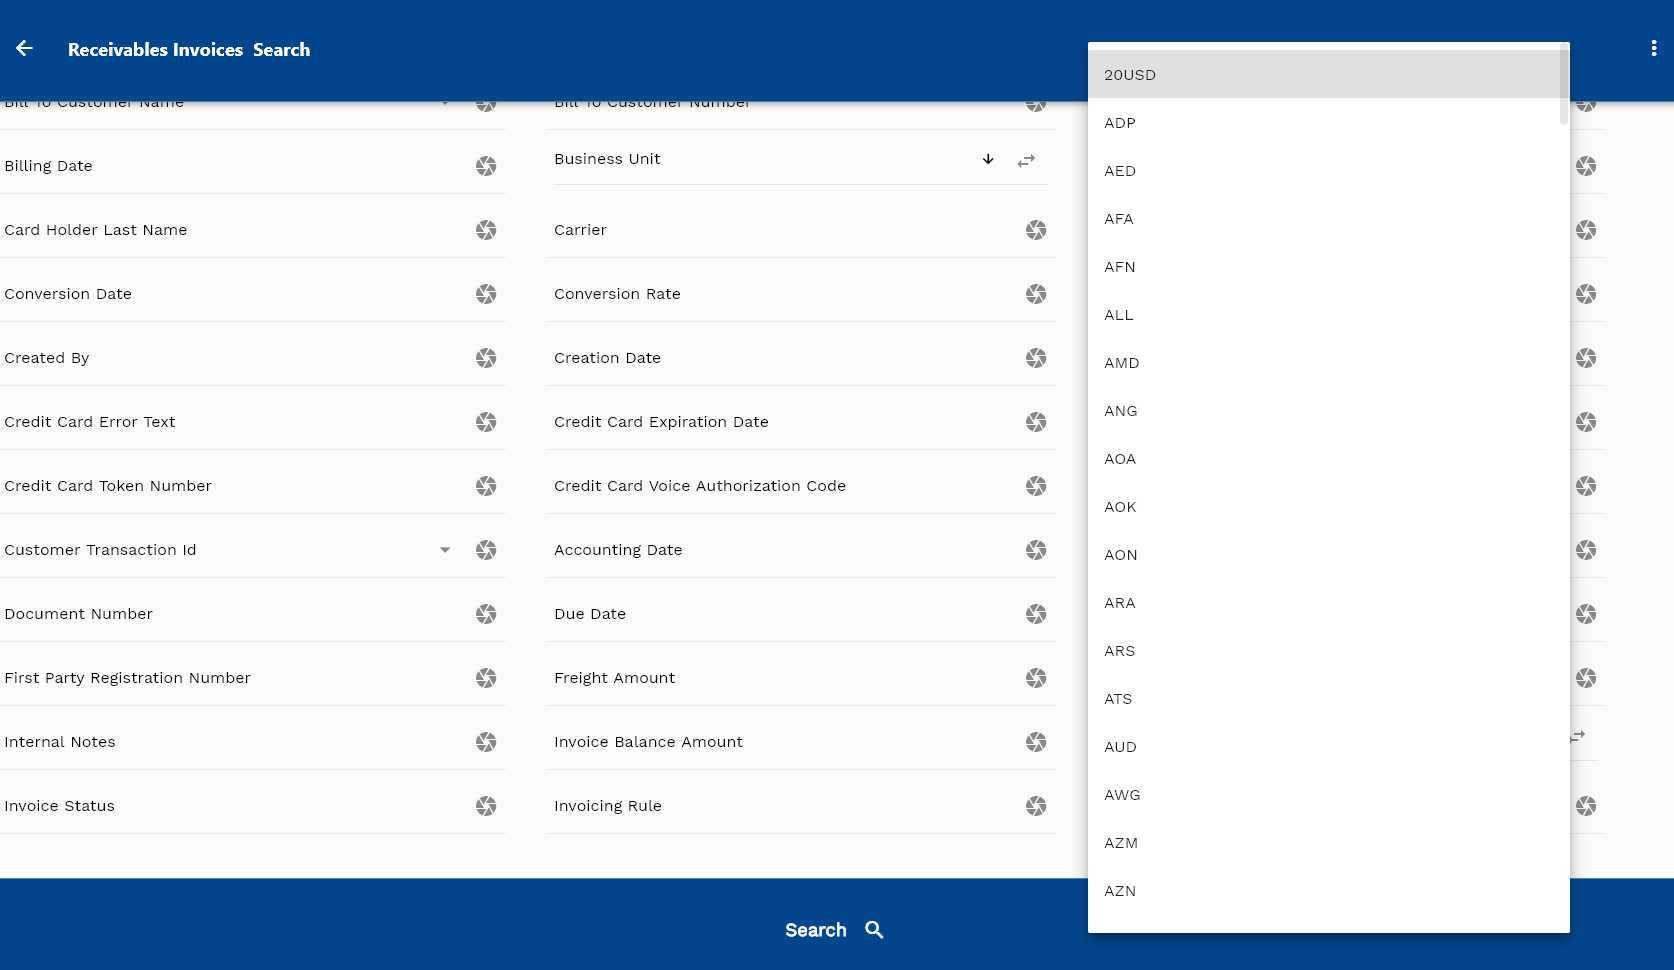 Receivables Invoices Search
Bill To Customer Name
Bill To Customer Number
Billing Date
Business Unit
Card Holder Last Name
Carrier
Conversion Date
Conversion Rate
Created By
Creation Date
Credit Card Error Text
Credit Card Expiration Date
Credit Card Token Number
Credit Card Voice Authorization Code
Customer Transaction Id
Accounting Date
Document Number
Due Date
First Party Registration Number
Freight Amount
Internal Notes
Invoice Balance Amount
Invoice Status
Invoicing Rule
20USD
ADP
AED
AFA
AFN
ALL
AMD
ANG
AOA
AOK
AON
ARA
ARS
ATS
AUD
AWG
AZM
AZN
Search